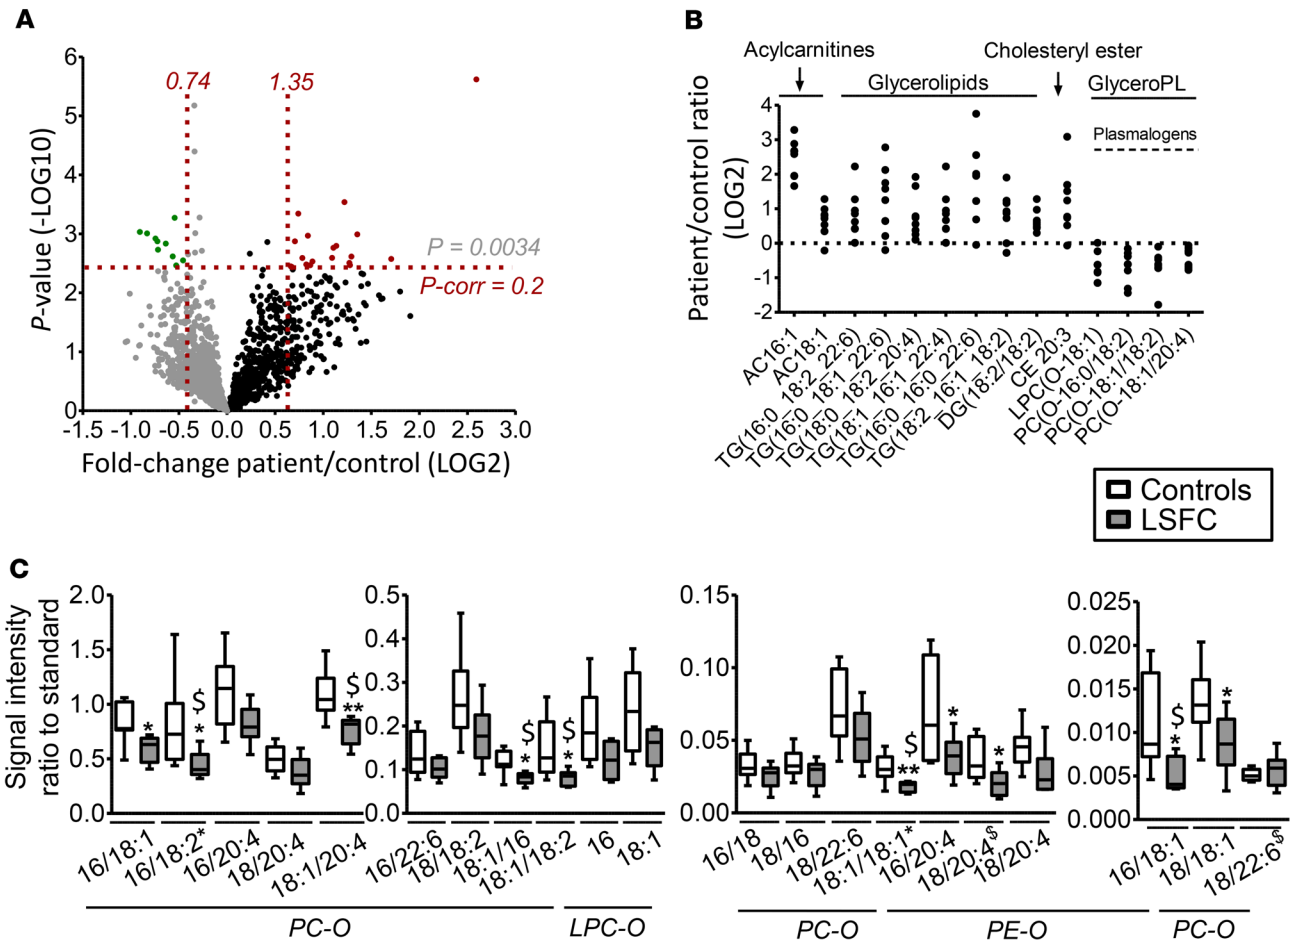 A
6
5
4
3
2
1
0
0.74
1.35
P = 0.0034
P-corr = 0.2
P-value (-LOG10)
-1.5 -1.0 -0.5 0.0 0.5 1.0 1.5 2.0 2.5 3.0
Fold-change patient/control (LOG2)
B
Acylcarnitines
Cholesteryl ester
Glycerolipids
GlyceroPL
Plasmalogens
Patient/control ratio
(LOG2)
4
3
2
1
0
-1
-2
AC16:1
AC18:1
TG(16:0_18:2_22:6)
TG(16:0_18:1_22:6)
TG(18:0_18:2_20:4)
TG(18:1_16:1_22:4)
TG(16:0_16:0_22:6)
TG(18:2_16:1_18:2)
DG(18:2/18:2)
CE 20:3
LPC(O-18:1)
PC(O-16:0/18:2)
PC(O-18:1/18:2)
PC(O-18:1/20:4)
Controls
LSFC
C
Signal intensity
ratio to standard
2.0
1.5
1.0
0.5
0.0
*
$
*
$
**
16/18:1
16/18:2*
16/20:4
18/20:4
18:1/20:4
0.5
0.4
0.3
0.2
0.1
0
$
*
$
*
16/22:6
18/18:2
18:1/16
18:1/18:2
16
18:1
PC-O
LPC-O
0.15
0.10
0.05
0.00
$
**
*
*
16/18
18/16
18/22:6
18:1/18:1*
16/20:4
18/20:4$
18/20:4
PC-O
PE-O
0.025
0.020
0.015
0.010
0.005
0.000
$
*
*
16/18:1
18/18:1
18/22:6$
PC-O